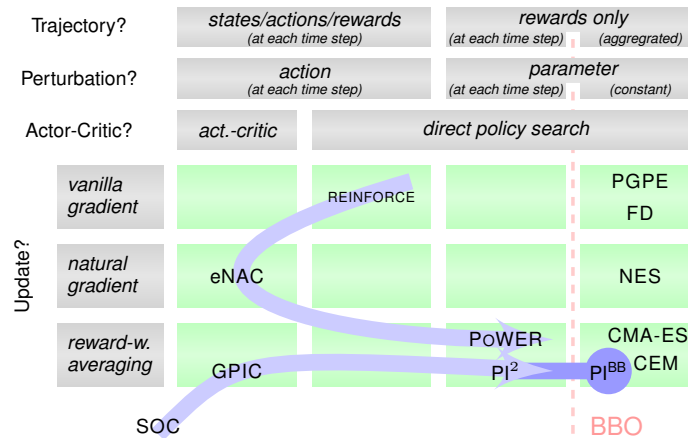 Trajectory? states/actions/rewards rewards only
(at each time step) (at each time step) (aggregrated)
Perturbation? action parameter
(at each time step) (at each time step) (constant)
Actor-Critic? act.-critic direct policy search
Update?
vanilla
gradient
REINFORCE
PGPE
FD
natural
gradient
eNAC
NES
reward-w.
averaging
POWER
CMA-ES
GPIC
PI²
PIᴮᴮ
CEM
SOC
BBO